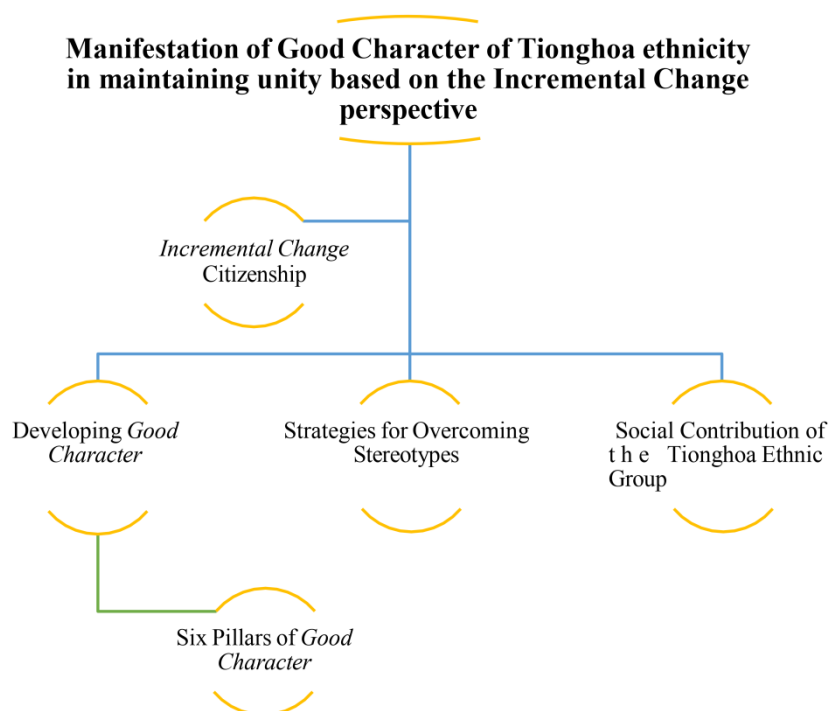 Manifestation of Good Character of Tionghoa ethnicity
in maintaining unity based on the Incremental Change
perspective
Incremental Change
Citizenship
Developing Good
Character
Strategies for Overcoming
Stereotypes
Social Contribution of
t h e Tionghoa Ethnic
Group
Six Pillars of Good
Character